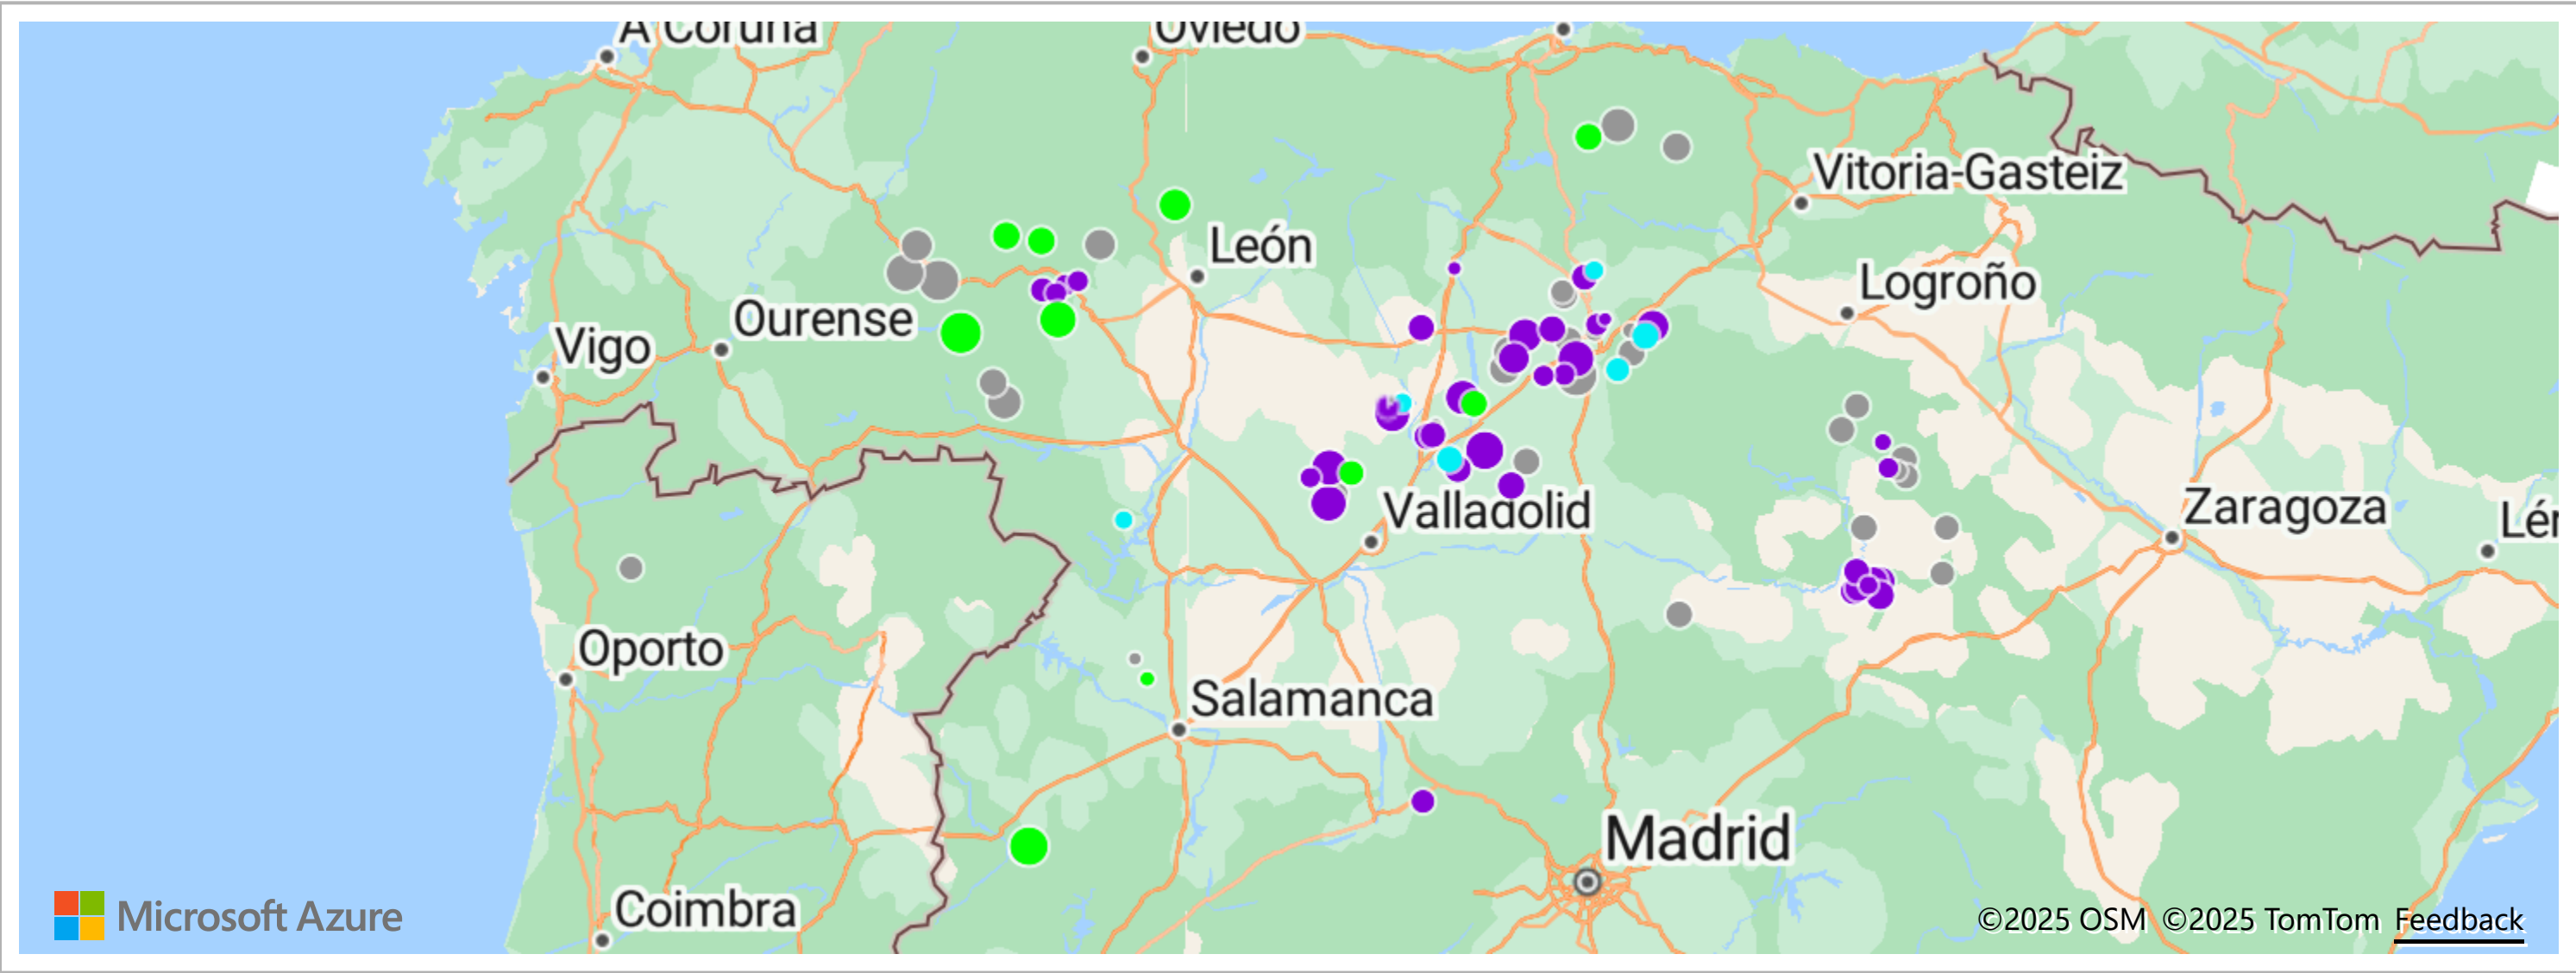 A Coruña
Oviedo
Vitoria-Gasteiz
León
Logroño
Ourense
Vigo
Zaragoza
Valladolid
Oporto
Salamanca
Madrid
Coimbra
Microsoft Azure
©2025 OSM ©2025 TomTom Feedback